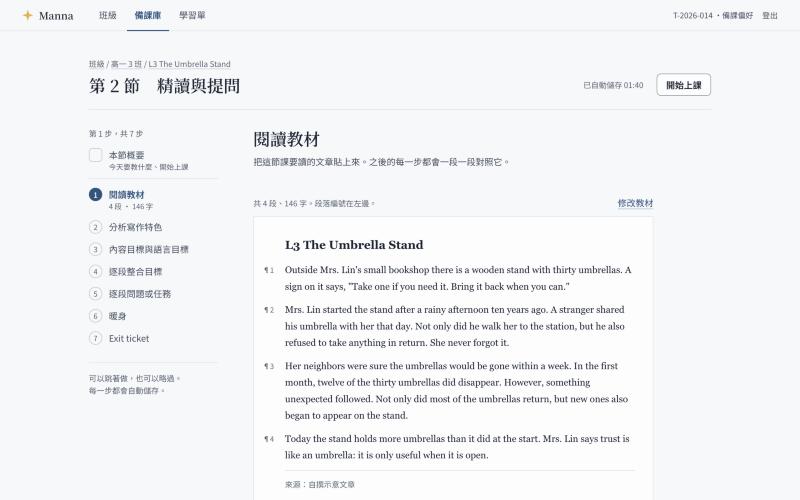 Manna 班級 備課庫 學習單 T-2026-014・備課偏好 登出
班級 / 高一 3 班 / L3 The Umbrella Stand
第 2 節 精讀與提問
已自動儲存 01:40 開始上課
第 1 步，共 7 步
本節概要
今天要教什麼、開始上課
1 閱讀教材
4 段 · 146 字
2 分析寫作特色
3 內容目標與語言目標
4 逐段整合目標
5 逐段問題或任務
6 暖身
7 Exit ticket
可以跳著做，也可以略過。
每一步都會自動儲存。
閱讀教材
把這節課要讀的文章貼上來。之後的每一步都會一段一段對照它。
共 4 段、146 字。段落編號在左邊。 修改教材
L3 The Umbrella Stand
¶ 1 Outside Mrs. Lin's small bookshop there is a wooden stand with thirty umbrellas. A
sign on it says, "Take one if you need it. Bring it back when you can."
¶ 2 Mrs. Lin started the stand after a rainy afternoon ten years ago. A stranger shared
his umbrella with her that day. Not only did he walk her to the station, but he also
refused to take anything in return. She never forgot it.
¶ 3 Her neighbors were sure the umbrellas would be gone within a week. In the first
month, twelve of the thirty umbrellas did disappear. However, something
unexpected followed. Not only did most of the umbrellas return, but new ones also
began to appear on the stand.
¶ 4 Today the stand holds more umbrellas than it did at the start. Mrs. Lin says trust is
like an umbrella: it is only useful when it is open.
來源：自撰示意文章